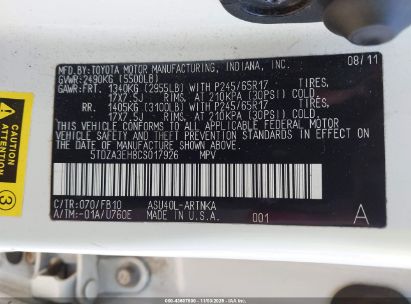 MFD. BY: TOYOTA MOTOR MANUFACTURING, INDIANA, INC. 08/11
GVWR: 2490KG (5500LB)
GAWR: FRT. 1340KG (2955LB) WITH P245/65R17 TIRES,
17X7.5J RIMS, AT 210KPA (30PSI) COLD
RR. 1405KG (3100LB) WITH P245/65R17 TIRES,
17X7.5J RIMS, AT 210KPA (30PSI) COLD
THIS VEHICLE CONFORMS TO ALL APPLICABLE FEDERAL MOTOR
VEHICLE SAFETY AND THEFT PREVENTION STANDARDS IN EFFECT ON
THE DATE OF MANUFACTURE SHOWN ABOVE.
5TDZA3EH8CS017926 MPV
C/TR: 070/FB10 ASU40L-ARTNKA
A/TM: -01A/U760E MADE IN U.S.A. 001 A
3